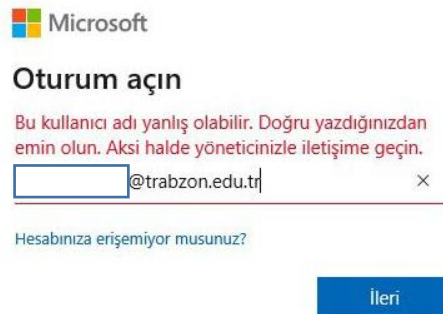 Microsoft
Oturum açın
Bu kullanıcı adı yanlış olabilir. Doğru yazdığınızdan
emin olun. Aksi halde yöneticinizle iletişime geçin.
@trabzon.edu.tr
Hesabınıza erişemiyor musunuz?
İleri